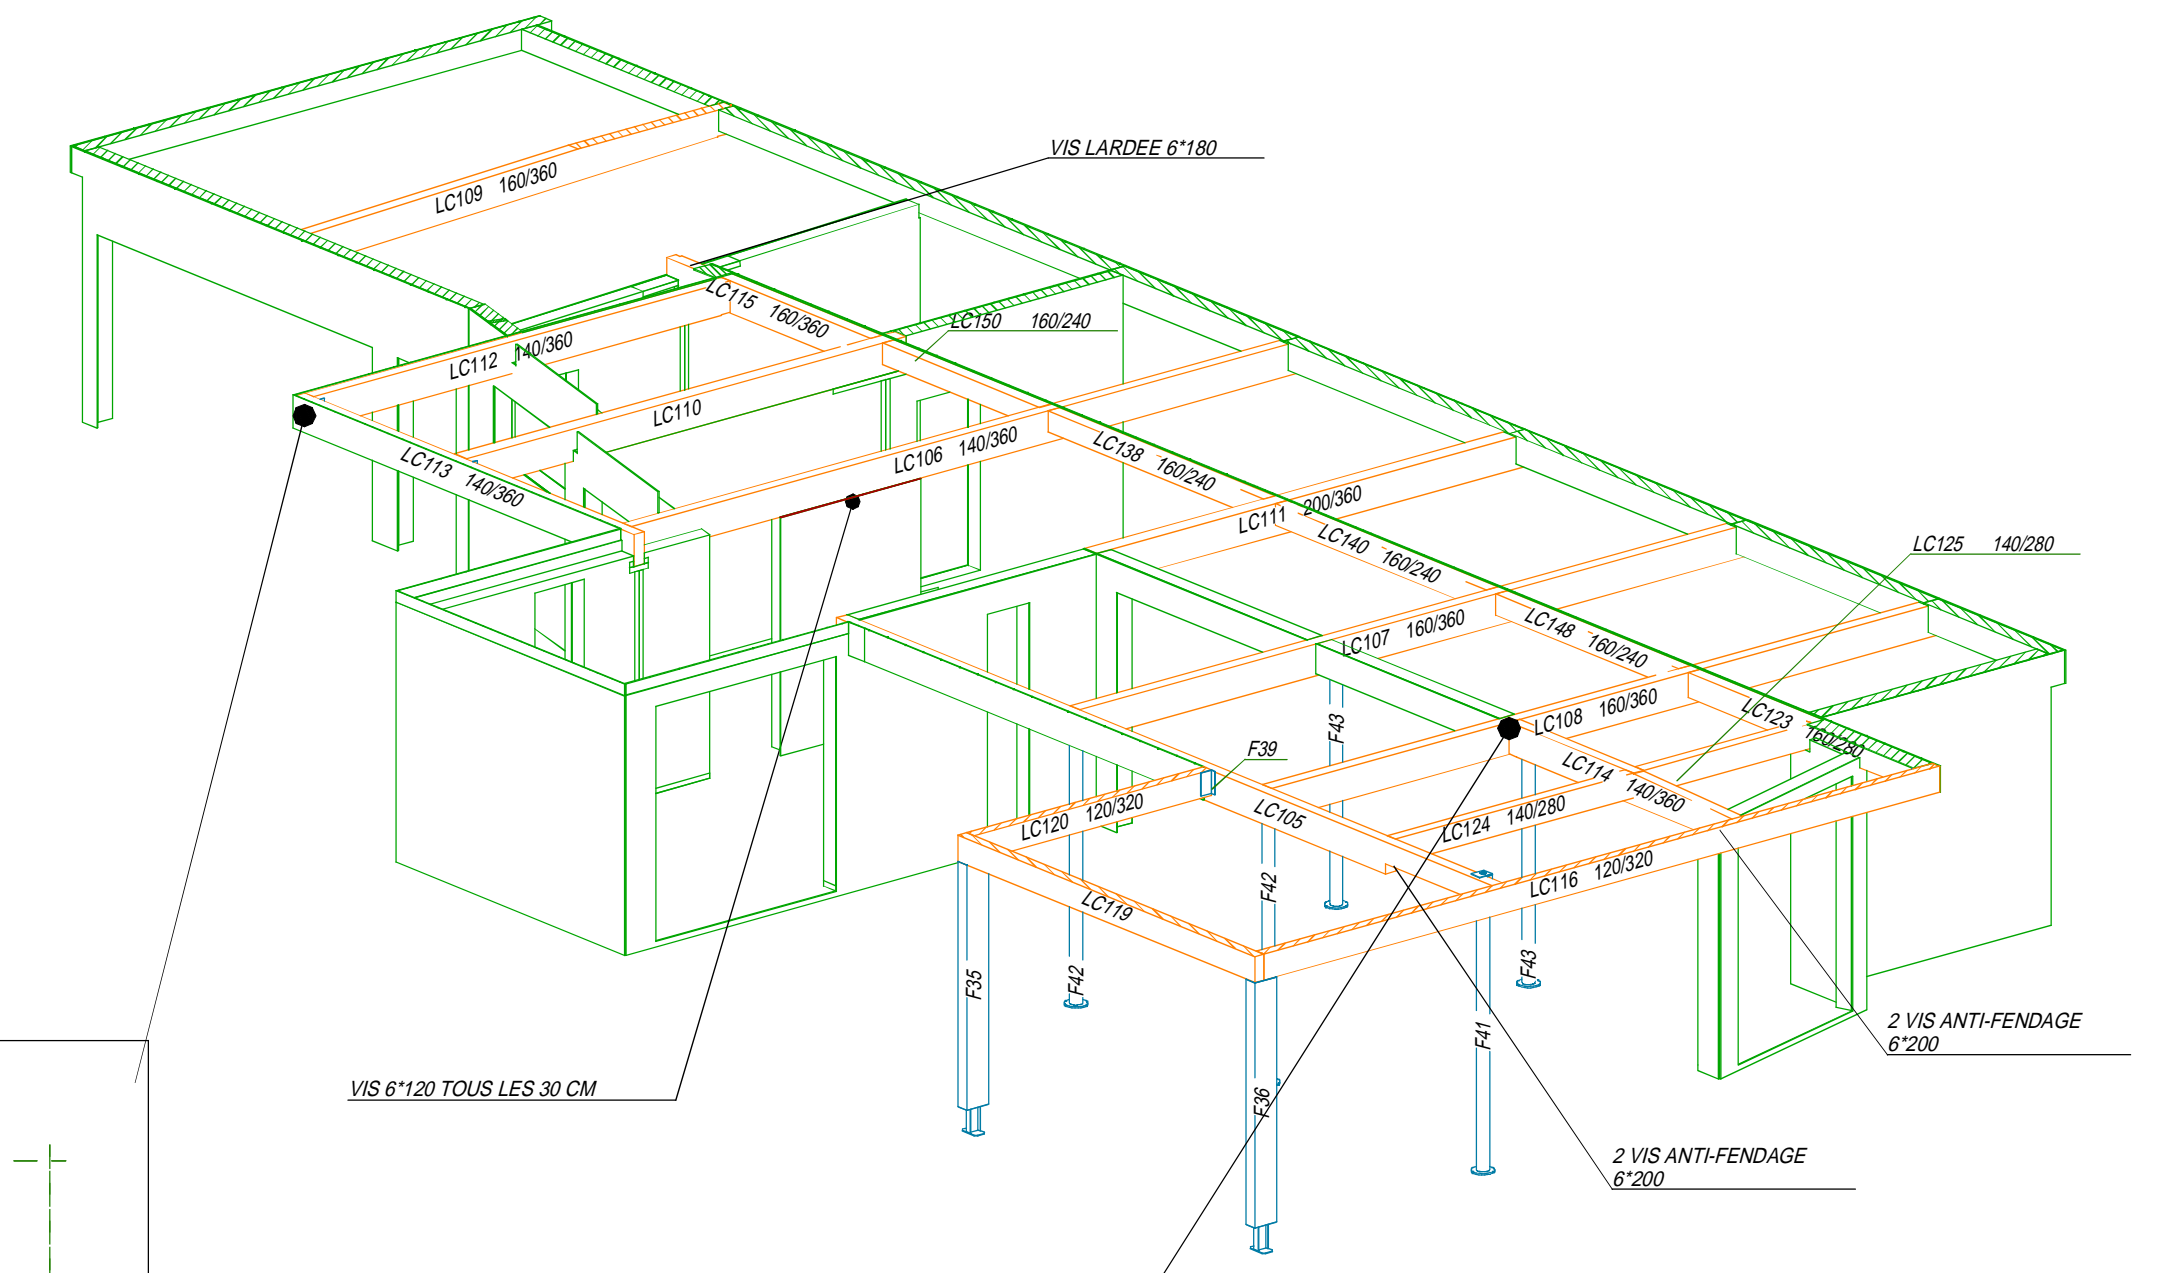 VIS LARDEE 6*180
LC109 160/360
LC115 160/360
LC150 160/240
LC112 140/360
LC110
LC106 140/360
LC113 140/360
LC138 160/240
LC111 200/360
LC140 160/240
LC125 140/280
LC107 160/360
LC148 160/240
LC108 160/360
LC123 160/280
F43
F39
LC114 140/360
LC120 120/320
LC105
LC124 140/280
LC116 120/320
LC119
F42
F35
F42
F43
F41
F36
2 VIS ANTI-FENDAGE
6*200
VIS 6*120 TOUS LES 30 CM
2 VIS ANTI-FENDAGE
6*200